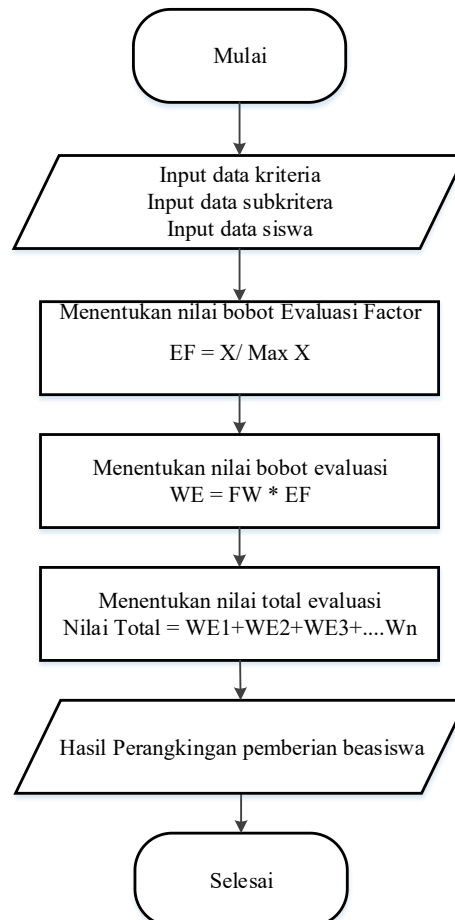 Mulai
Input data kriteria
Input data subkritera
Input data siswa
Menentukan nilai bobot Evaluasi Factor
EF = X/ Max X
Menentukan nilai bobot evaluasi
WE = FW * EF
Menentukan nilai total evaluasi
Nilai Total = WE1+WE2+WE3+....Wn
Hasil Perangkingan pemberian beasiswa
Selesai